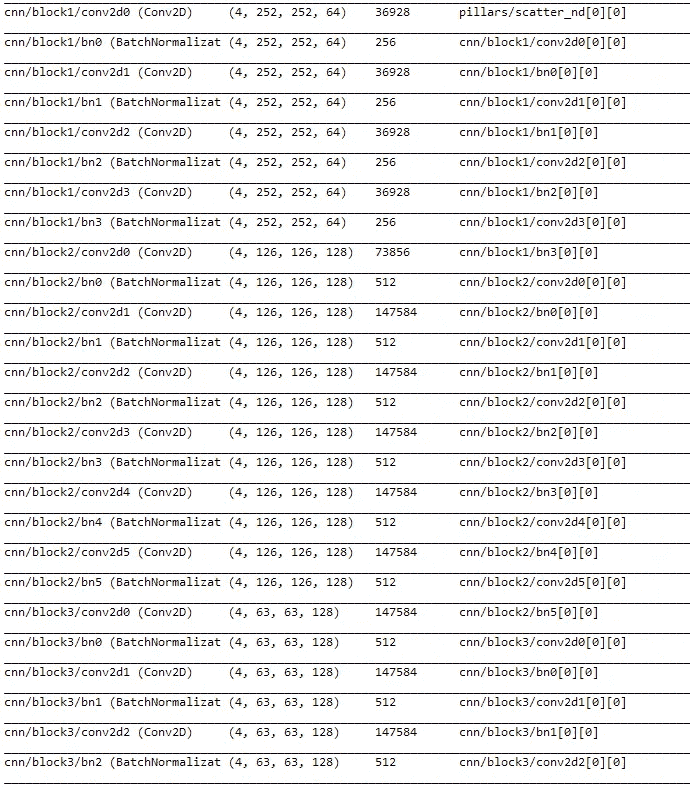 cnn/block1/conv2d0 (Conv2D) (4, 252, 252, 64) 36928 pillars/scatter_nd[0][0]
cnn/block1/bn0 (BatchNormalizat (4, 252, 252, 64) 256 cnn/block1/conv2d0[0][0]
cnn/block1/conv2d1 (Conv2D) (4, 252, 252, 64) 36928 cnn/block1/bn0[0][0]
cnn/block1/bn1 (BatchNormalizat (4, 252, 252, 64) 256 cnn/block1/conv2d1[0][0]
cnn/block1/conv2d2 (Conv2D) (4, 252, 252, 64) 36928 cnn/block1/bn1[0][0]
cnn/block1/bn2 (BatchNormalizat (4, 252, 252, 64) 256 cnn/block1/conv2d2[0][0]
cnn/block1/conv2d3 (Conv2D) (4, 252, 252, 64) 36928 cnn/block1/bn2[0][0]
cnn/block1/bn3 (BatchNormalizat (4, 252, 252, 64) 256 cnn/block1/conv2d3[0][0]
cnn/block2/conv2d0 (Conv2D) (4, 126, 126, 128) 73856 cnn/block1/bn3[0][0]
cnn/block2/bn0 (BatchNormalizat (4, 126, 126, 128) 512 cnn/block2/conv2d0[0][0]
cnn/block2/conv2d1 (Conv2D) (4, 126, 126, 128) 147584 cnn/block2/bn0[0][0]
cnn/block2/bn1 (BatchNormalizat (4, 126, 126, 128) 512 cnn/block2/conv2d1[0][0]
cnn/block2/conv2d2 (Conv2D) (4, 126, 126, 128) 147584 cnn/block2/bn1[0][0]
cnn/block2/bn2 (BatchNormalizat (4, 126, 126, 128) 512 cnn/block2/conv2d2[0][0]
cnn/block2/conv2d3 (Conv2D) (4, 126, 126, 128) 147584 cnn/block2/bn2[0][0]
cnn/block2/bn3 (BatchNormalizat (4, 126, 126, 128) 512 cnn/block2/conv2d3[0][0]
cnn/block2/conv2d4 (Conv2D) (4, 126, 126, 128) 147584 cnn/block2/bn3[0][0]
cnn/block2/bn4 (BatchNormalizat (4, 126, 126, 128) 512 cnn/block2/conv2d4[0][0]
cnn/block2/conv2d5 (Conv2D) (4, 126, 126, 128) 147584 cnn/block2/bn4[0][0]
cnn/block2/bn5 (BatchNormalizat (4, 126, 126, 128) 512 cnn/block2/conv2d5[0][0]
cnn/block3/conv2d0 (Conv2D) (4, 63, 63, 128) 147584 cnn/block2/bn5[0][0]
cnn/block3/bn0 (BatchNormalizat (4, 63, 63, 128) 512 cnn/block3/conv2d0[0][0]
cnn/block3/conv2d1 (Conv2D) (4, 63, 63, 128) 147584 cnn/block3/bn0[0][0]
cnn/block3/bn1 (BatchNormalizat (4, 63, 63, 128) 512 cnn/block3/conv2d1[0][0]
cnn/block3/conv2d2 (Conv2D) (4, 63, 63, 128) 147584 cnn/block3/bn1[0][0]
cnn/block3/bn2 (BatchNormalizat (4, 63, 63, 128) 512 cnn/block3/conv2d2[0][0]